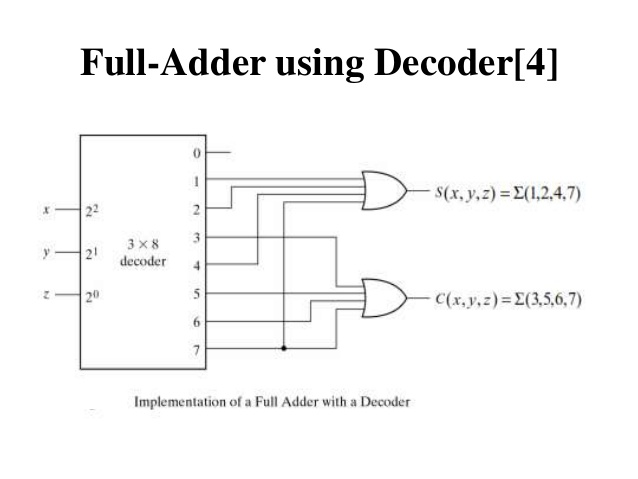 Full-Adder using Decoder[4]
0
1
S(x, y, z) = Σ(1,2,4,7)
x
2²
2
3
y
2¹
3 × 8
decoder
4
z
2⁰
5
C(x, y, z) = Σ(3,5,6,7)
6
7
Implementation of a Full Adder with a Decoder